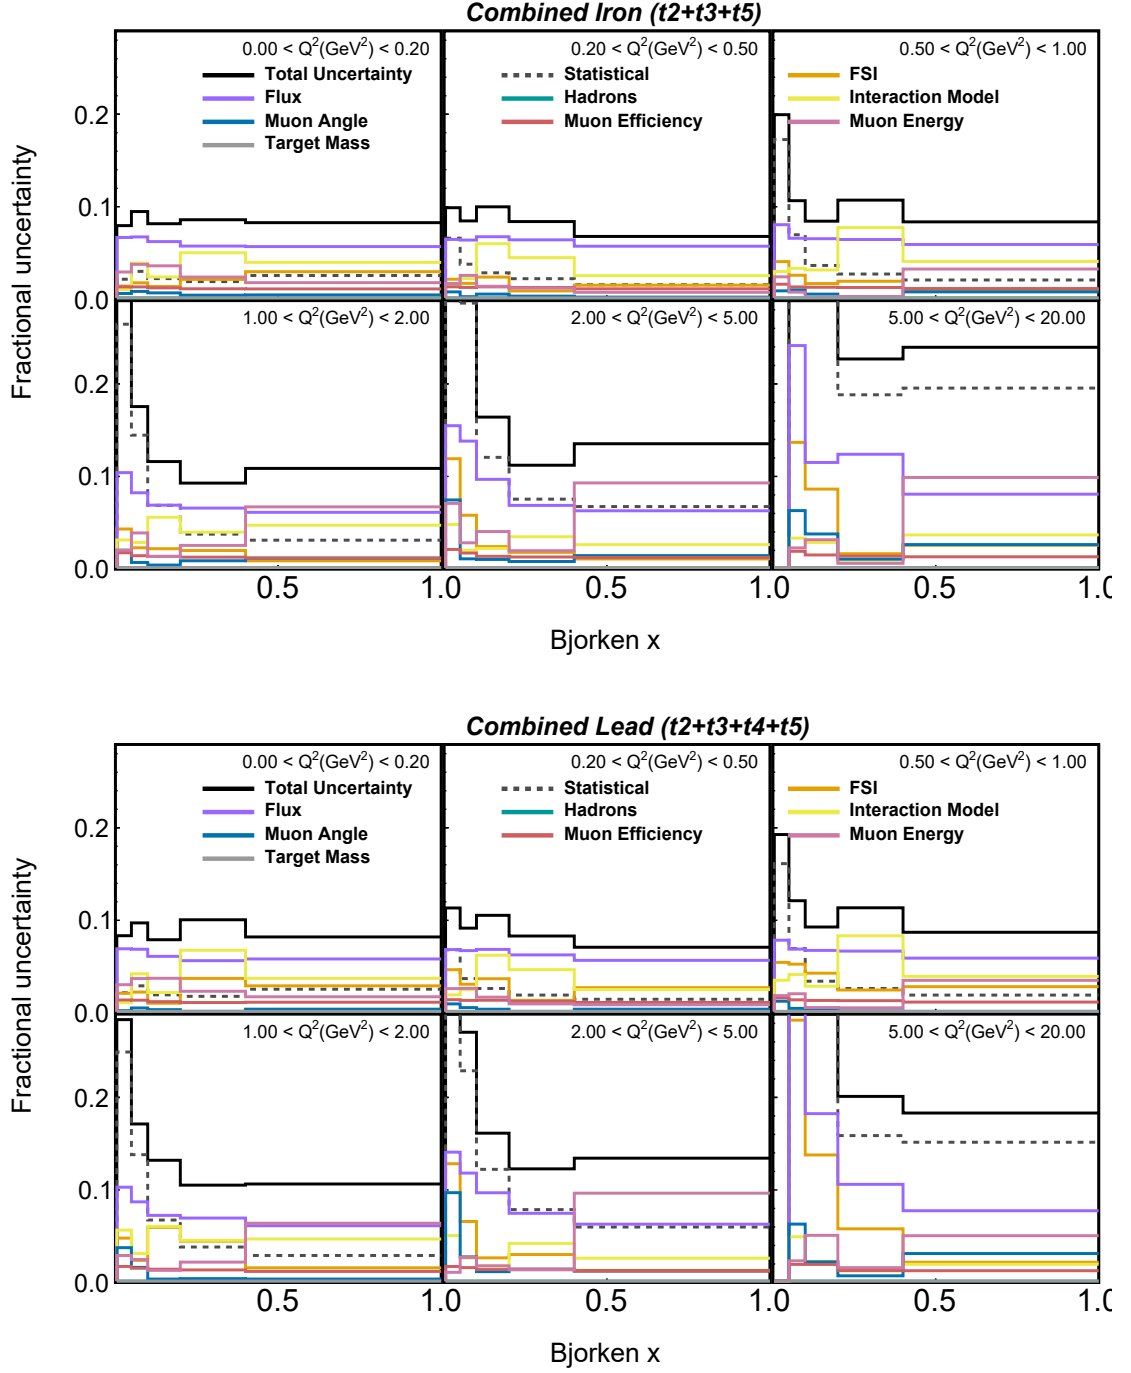 Combined Iron (t2+t3+t5)
0.00 < Q²(GeV²) < 0.20
0.20 < Q²(GeV²) < 0.50
0.50 < Q²(GeV²) < 1.00
Total Uncertainty
Flux
Muon Angle
Target Mass
Statistical
Hadrons
Muon Efficiency
FSI
Interaction Model
Muon Energy
0.2
0.1
0.0
1.00 < Q²(GeV²) < 2.00
2.00 < Q²(GeV²) < 5.00
5.00 < Q²(GeV²) < 20.00
0.2
0.1
0.0
0.5
1.0
0.5
1.0
0.5
1.0
Fractional uncertainty
Bjorken x
Combined Lead (t2+t3+t4+t5)
0.00 < Q²(GeV²) < 0.20
0.20 < Q²(GeV²) < 0.50
0.50 < Q²(GeV²) < 1.00
Total Uncertainty
Flux
Muon Angle
Target Mass
Statistical
Hadrons
Muon Efficiency
FSI
Interaction Model
Muon Energy
0.2
0.1
0.0
1.00 < Q²(GeV²) < 2.00
2.00 < Q²(GeV²) < 5.00
5.00 < Q²(GeV²) < 20.00
0.2
0.1
0.0
0.5
1.0
0.5
1.0
0.5
1.0
Fractional uncertainty
Bjorken x